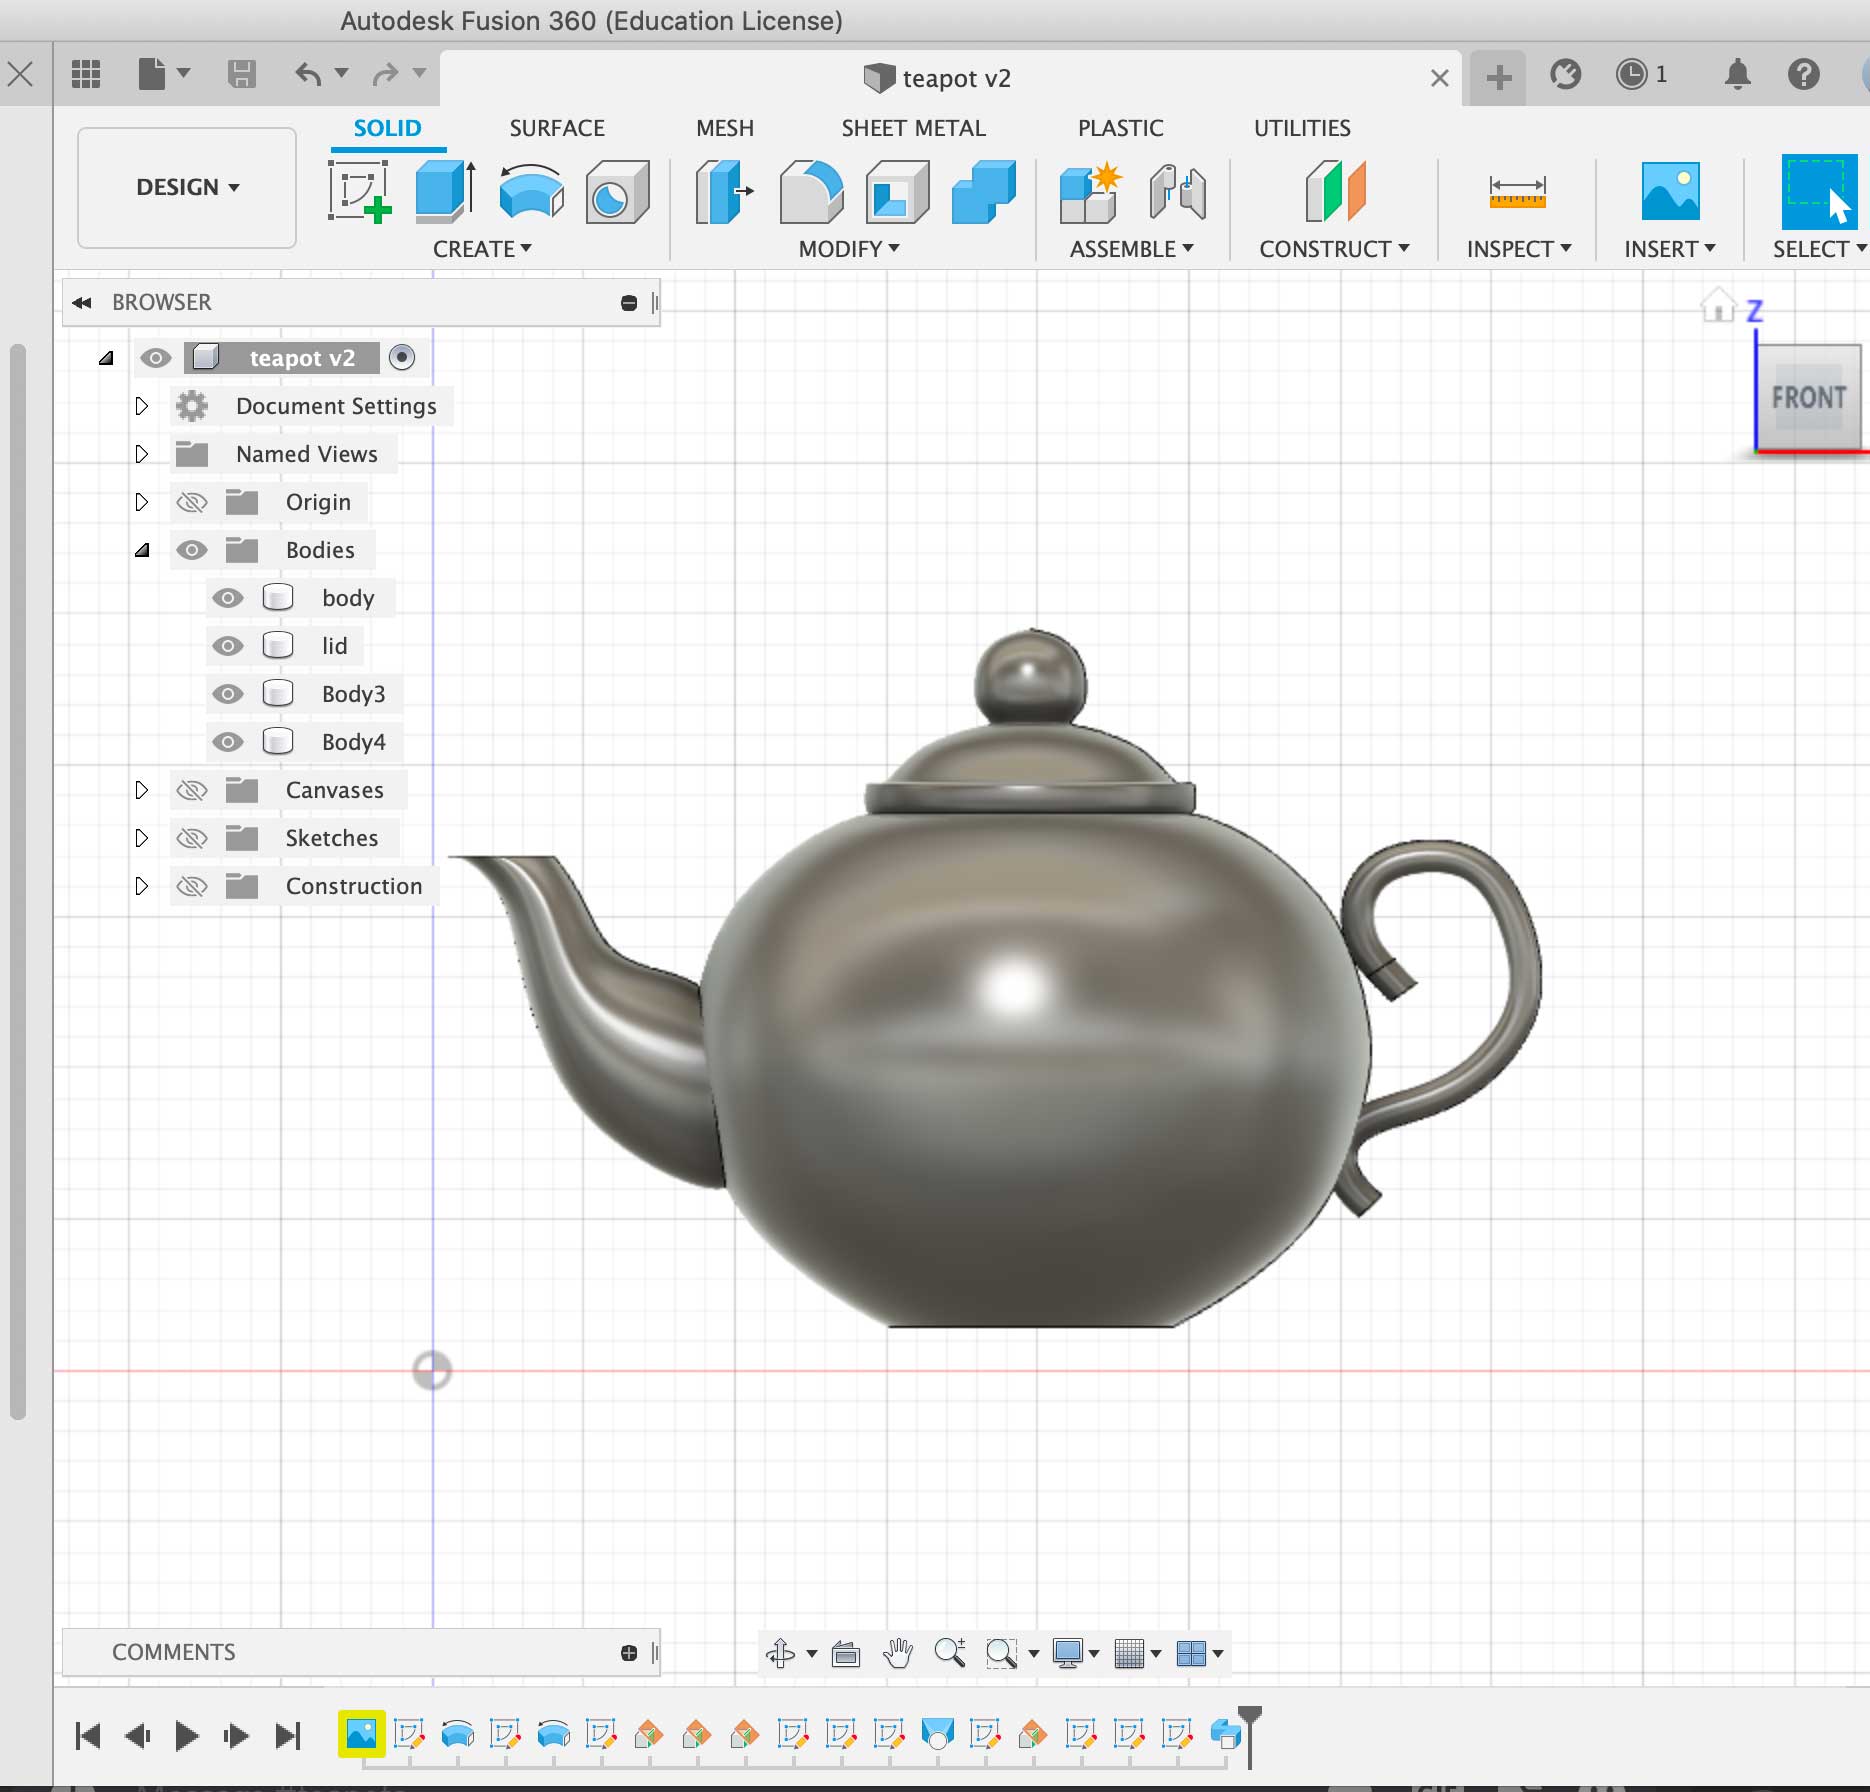 Autodesk Fusion 360 (Education License)
teapot v2
1
SOLID SURFACE MESH SHEET METAL PLASTIC UTILITIES
DESIGN
CREATE MODIFY ASSEMBLE CONSTRUCT INSPECT INSERT SELECT
BROWSER
teapot v2
Document Settings
Named Views
Origin
Bodies
body
lid
Body3
Body4
Canvases
Sketches
Construction
Z
FRONT
COMMENTS